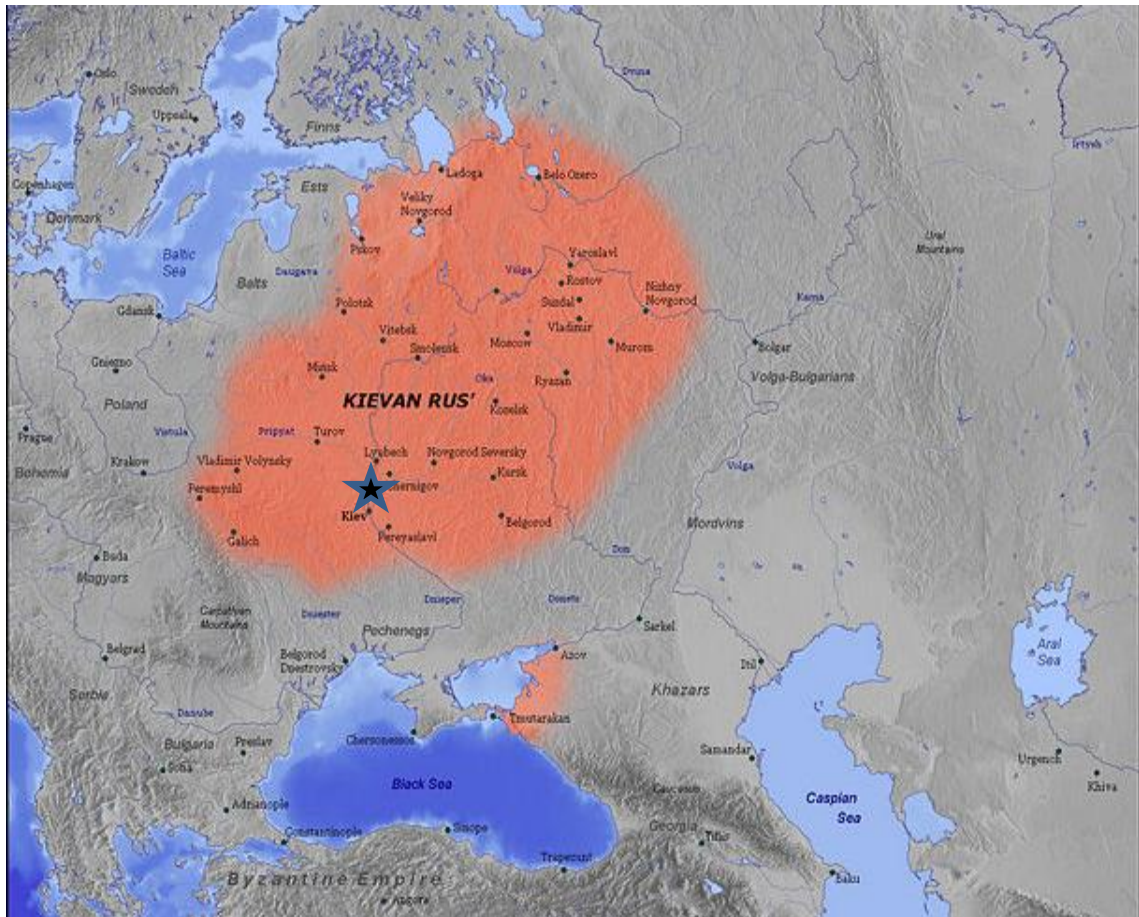 Oslo
Swedeh
Uppsala
Finns
Dvina
Irtysh
Copenhagen
Denmark
Ests
Ladoga
Belo Ozero
Veliky
Novgorod
Pskov
Baltic
Sea
Balts
Daugava
Ural
Mountains
Volga
Yaroslavl
Rostov
Suzdal
Vladimir
Nizhny
Novgorod
Kama
Gdansk
Polotsk
Vitebsk
Smolensk
Moscow
Murom
Bolgar
Volga-Bulgarians
Gniezno
Minsk
Oka
Ryazan
KIEVAN RUS'
Kozelsk
Poland
Prague
Bohemia
Vistula
Krakow
Pripyat
Turov
Vladimir Volynsky
Lyubech
Novgorod Seversky
Kursk
Volga
Peremyshl
hernigov
Kiev
Belgorod
Mordvins
Galich
Pereyaslavl
Buda
Magyars
Don
Carpathian
Mountains
Dniester
Dnieper
Donets
Pechenegs
Sarkel
Belgrad
Belgorod
Dnestrovsky
Azov
Itil
Aral
Sea
Serbia
Khazars
Danube
Tmutarakan
Bulgaria
Preslav
Sofia
Chersonessos
Samandar
Urgench
Khiva
Black Sea
Caucasus
Caspian
Sea
Adrianople
Constantinople
Sinope
Georgia
Tiflis
Trapezunt
Byzantine Empire
Angora
Baku